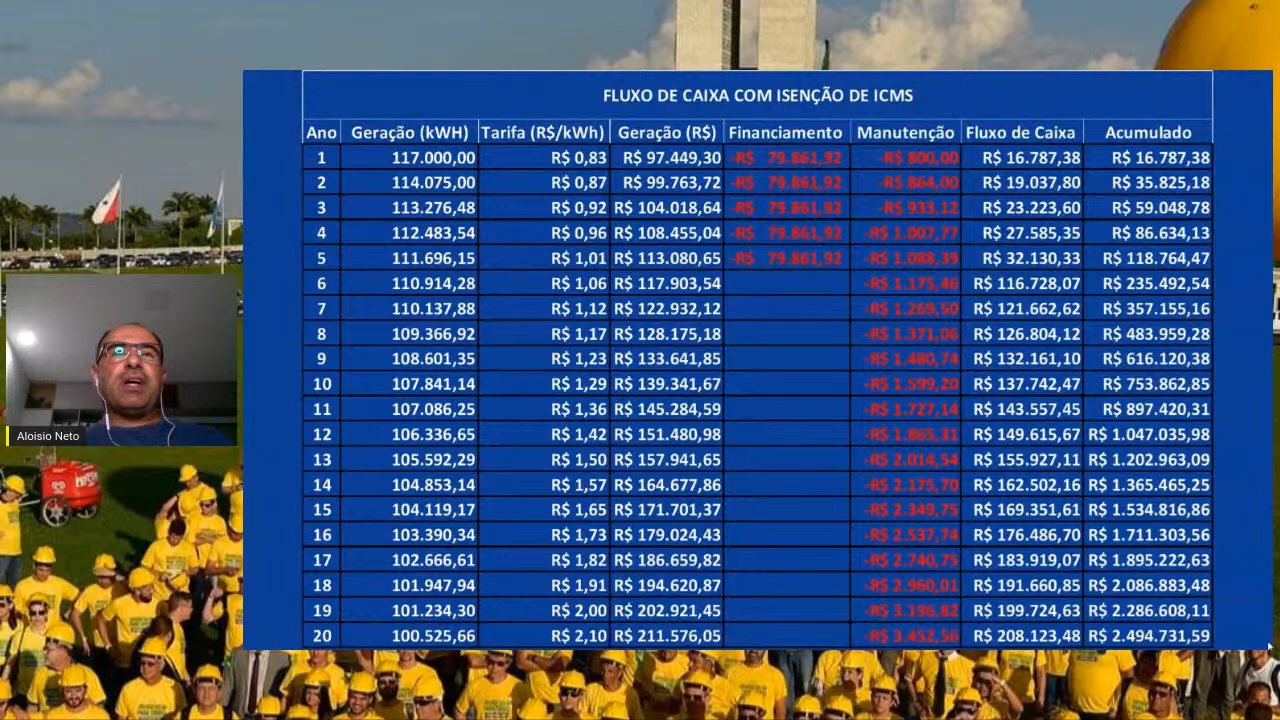 FLUXO DE CAIXA COM ISENÇÃO DE ICMS
Ano Geração (kWH) Tarifa (R$/kWh) Geração (R$) Financiamento Manutenção Fluxo de Caixa Acumulado
1 117.000,00 R$ 0,83 R$ 97.449,30 -R$ 79.861,92 -R$ 800,00 R$ 16.787,38 R$ 16.787,38
2 114.075,00 R$ 0,87 R$ 99.763,72 -R$ 79.861,92 -R$ 864,00 R$ 19.037,80 R$ 35.825,18
3 113.276,48 R$ 0,92 R$ 104.018,64 -R$ 79.861,92 -R$ 933,12 R$ 23.223,60 R$ 59.048,78
4 112.483,54 R$ 0,96 R$ 108.455,04 -R$ 79.861,92 -R$ 1.007,77 R$ 27.585,35 R$ 86.634,13
5 111.696,15 R$ 1,01 R$ 113.080,65 -R$ 79.861,92 -R$ 1.088,39 R$ 32.130,33 R$ 118.764,47
6 110.914,28 R$ 1,06 R$ 117.903,54 -R$ 1.175,46 R$ 116.728,07 R$ 235.492,54
7 110.137,88 R$ 1,12 R$ 122.932,12 -R$ 1.269,50 R$ 121.662,62 R$ 357.155,16
8 109.366,92 R$ 1,17 R$ 128.175,18 -R$ 1.371,06 R$ 126.804,12 R$ 483.959,28
9 108.601,35 R$ 1,23 R$ 133.641,85 -R$ 1.480,74 R$ 132.161,10 R$ 616.120,38
10 107.841,14 R$ 1,29 R$ 139.341,67 -R$ 1.599,20 R$ 137.742,47 R$ 753.862,85
11 107.086,25 R$ 1,36 R$ 145.284,59 -R$ 1.727,14 R$ 143.557,45 R$ 897.420,31
12 106.336,65 R$ 1,42 R$ 151.480,98 -R$ 1.865,31 R$ 149.615,67 R$ 1.047.035,98
13 105.592,29 R$ 1,50 R$ 157.941,65 -R$ 2.014,54 R$ 155.927,11 R$ 1.202.963,09
14 104.853,14 R$ 1,57 R$ 164.677,86 -R$ 2.175,70 R$ 162.502,16 R$ 1.365.465,25
15 104.119,17 R$ 1,65 R$ 171.701,37 -R$ 2.349,75 R$ 169.351,61 R$ 1.534.816,86
16 103.390,34 R$ 1,73 R$ 179.024,43 -R$ 2.537,74 R$ 176.486,70 R$ 1.711.303,56
17 102.666,61 R$ 1,82 R$ 186.659,82 -R$ 2.740,75 R$ 183.919,07 R$ 1.895.222,63
18 101.947,94 R$ 1,91 R$ 194.620,87 -R$ 2.960,01 R$ 191.660,85 R$ 2.086.883,48
19 101.234,30 R$ 2,00 R$ 202.921,45 -R$ 3.196,82 R$ 199.724,63 R$ 2.286.608,11
20 100.525,66 R$ 2,10 R$ 211.576,05 -R$ 3.452,56 R$ 208.123,48 R$ 2.494.731,59
Aloisio Neto